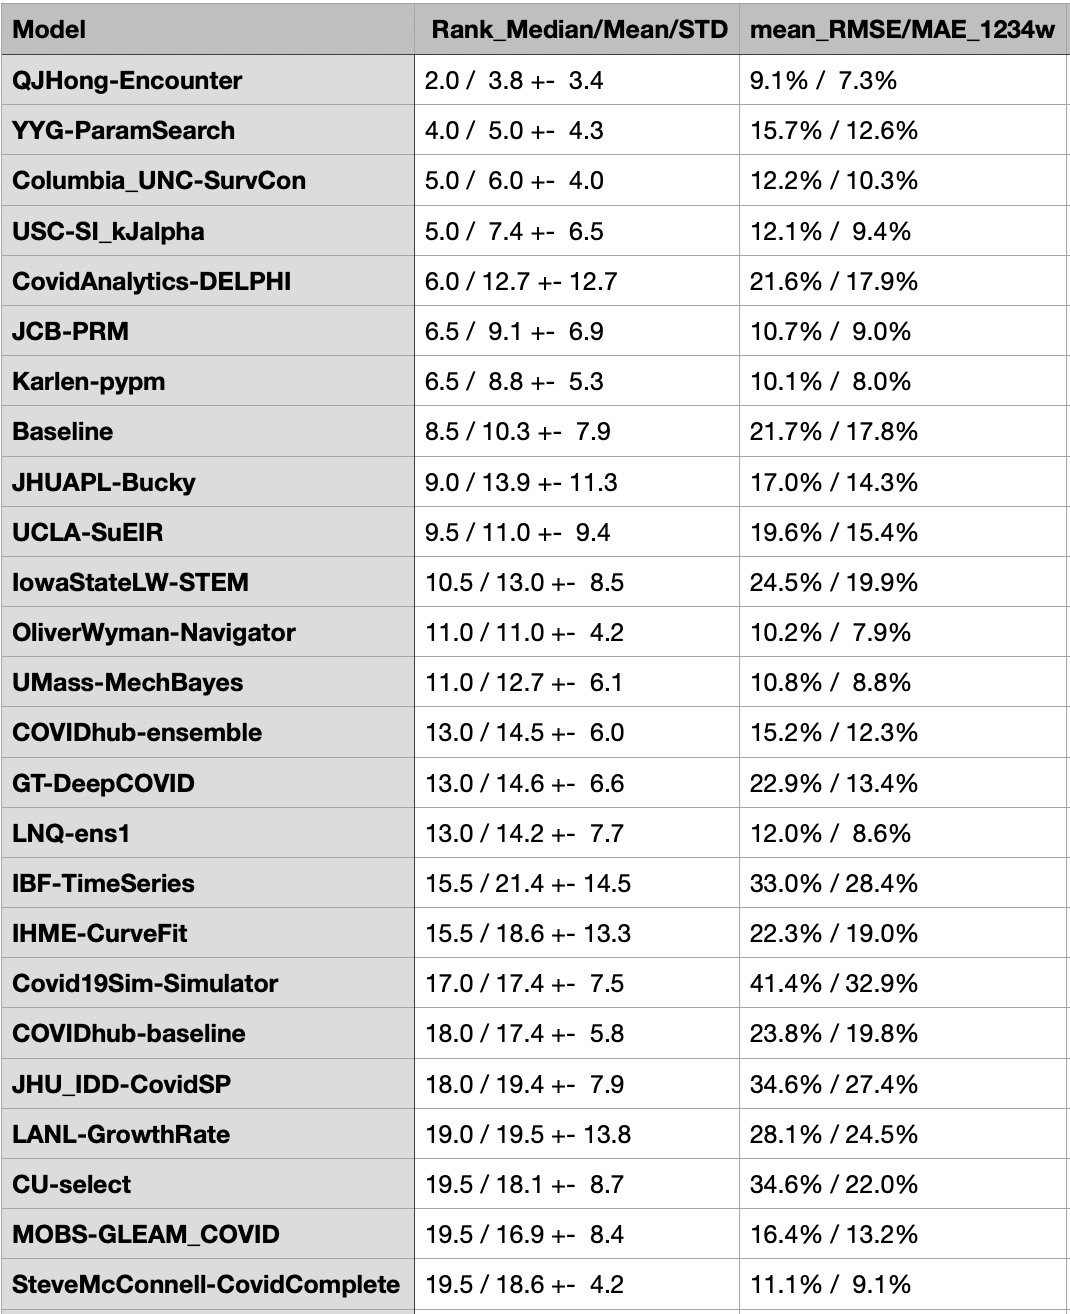 Model Rank_Median/Mean/STD mean_RMSE/MAE_1234w
QJHong-Encounter 2.0 / 3.8 +- 3.4 9.1% / 7.3%
YYG-ParamSearch 4.0 / 5.0 +- 4.3 15.7% / 12.6%
Columbia_UNC-SurvCon 5.0 / 6.0 +- 4.0 12.2% / 10.3%
USC-SI_kJalpha 5.0 / 7.4 +- 6.5 12.1% / 9.4%
CovidAnalytics-DELPHI 6.0 / 12.7 +- 12.7 21.6% / 17.9%
JCB-PRM 6.5 / 9.1 +- 6.9 10.7% / 9.0%
Karlen-pypm 6.5 / 8.8 +- 5.3 10.1% / 8.0%
Baseline 8.5 / 10.3 +- 7.9 21.7% / 17.8%
JHUAPL-Bucky 9.0 / 13.9 +- 11.3 17.0% / 14.3%
UCLA-SuEIR 9.5 / 11.0 +- 9.4 19.6% / 15.4%
IowaStateLW-STEM 10.5 / 13.0 +- 8.5 24.5% / 19.9%
OliverWyman-Navigator 11.0 / 11.0 +- 4.2 10.2% / 7.9%
UMass-MechBayes 11.0 / 12.7 +- 6.1 10.8% / 8.8%
COVIDhub-ensemble 13.0 / 14.5 +- 6.0 15.2% / 12.3%
GT-DeepCOVID 13.0 / 14.6 +- 6.6 22.9% / 13.4%
LNQ-ens1 13.0 / 14.2 +- 7.7 12.0% / 8.6%
IBF-TimeSeries 15.5 / 21.4 +- 14.5 33.0% / 28.4%
IHME-CurveFit 15.5 / 18.6 +- 13.3 22.3% / 19.0%
Covid19Sim-Simulator 17.0 / 17.4 +- 7.5 41.4% / 32.9%
COVIDhub-baseline 18.0 / 17.4 +- 5.8 23.8% / 19.8%
JHU_IDD-CovidSP 18.0 / 19.4 +- 7.9 34.6% / 27.4%
LANL-GrowthRate 19.0 / 19.5 +- 13.8 28.1% / 24.5%
CU-select 19.5 / 18.1 +- 8.7 34.6% / 22.0%
MOBS-GLEAM_COVID 19.5 / 16.9 +- 8.4 16.4% / 13.2%
SteveMcConnell-CovidComplete 19.5 / 18.6 +- 4.2 11.1% / 9.1%